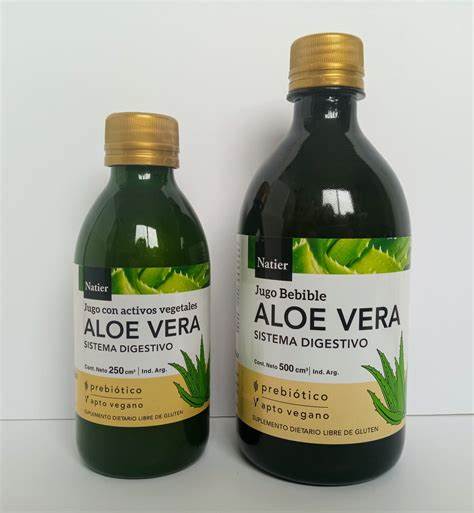 Natier
Jugo con activos vegetales
ALOE VERA
SISTEMA DIGESTIVO
Cont. Neto 250 cm³ | Ind. Arg.
prebiótico
apto vegano
SUPLEMENTO DIETARIO LIBRE DE GLUTEN
Natier
Jugo Bebible
ALOE VERA
SISTEMA DIGESTIVO
Cont. Neto 500 cm³ | Ind. Arg.
prebiótico
apto vegano
SUPLEMENTO DIETARIO LIBRE DE GLUTEN